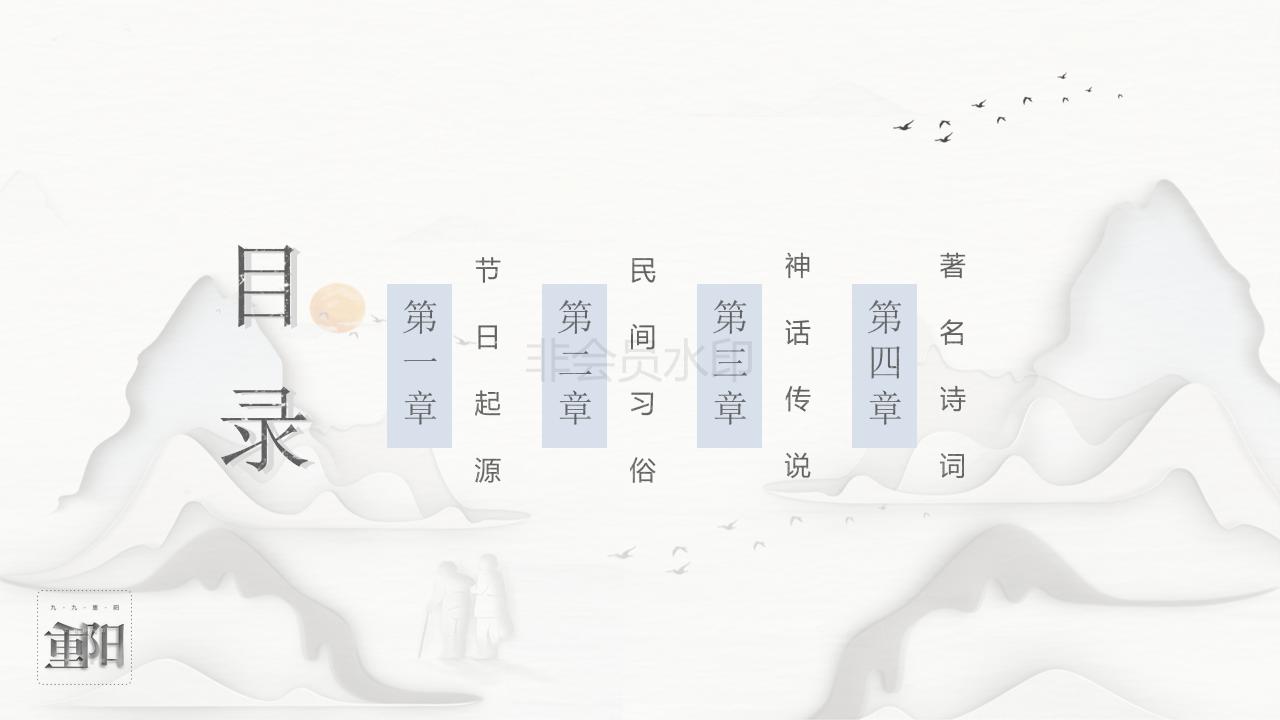 目录
第一章
节日起源
第二章
民间习俗
第三章
神话传说
第四章
著名诗词
非会员水印
九·九·重·阳
重阳